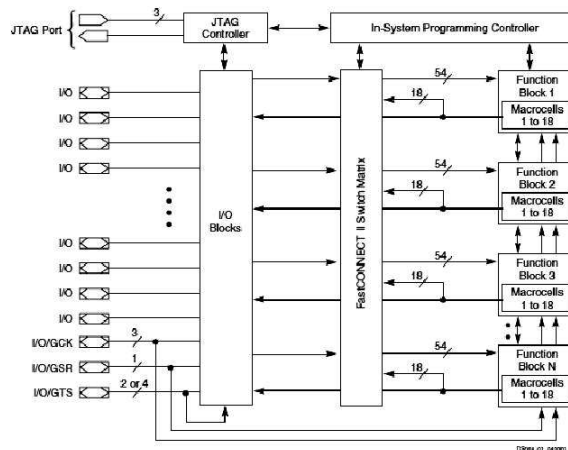 JTAG Port
3
JTAG
Controller
In-System Programming Controller
I/O
I/O
I/O
I/O
I/O
I/O
I/O
I/O
I/O/GCK
3
I/O/GSR
1
I/O/GTS
2 or 4
I/O
Blocks
FastCONNECT II Switch Matrix
54
18
Function
Block 1
Macrocells
1 to 18
54
18
Function
Block 2
Macrocells
1 to 18
54
18
Function
Block 3
Macrocells
1 to 18
54
18
Function
Block N
Macrocells
1 to 18